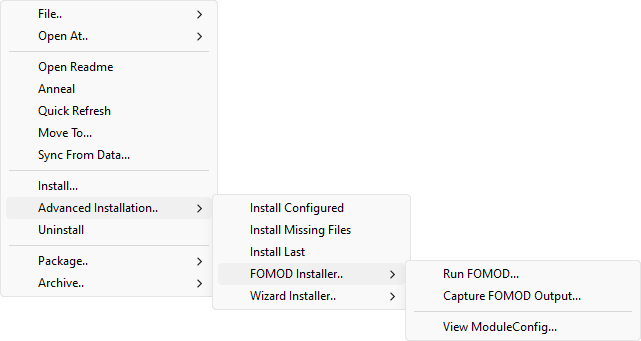 File..
Open At..
Open Readme
Anneal
Quick Refresh
Move To...
Sync From Data...
Install...
Advanced Installation..
Uninstall
Package..
Archive..
Install Configured
Install Missing Files
Install Last
FOMOD Installer..
Wizard Installer..
Run FOMOD...
Capture FOMOD Output...
View ModuleConfig...